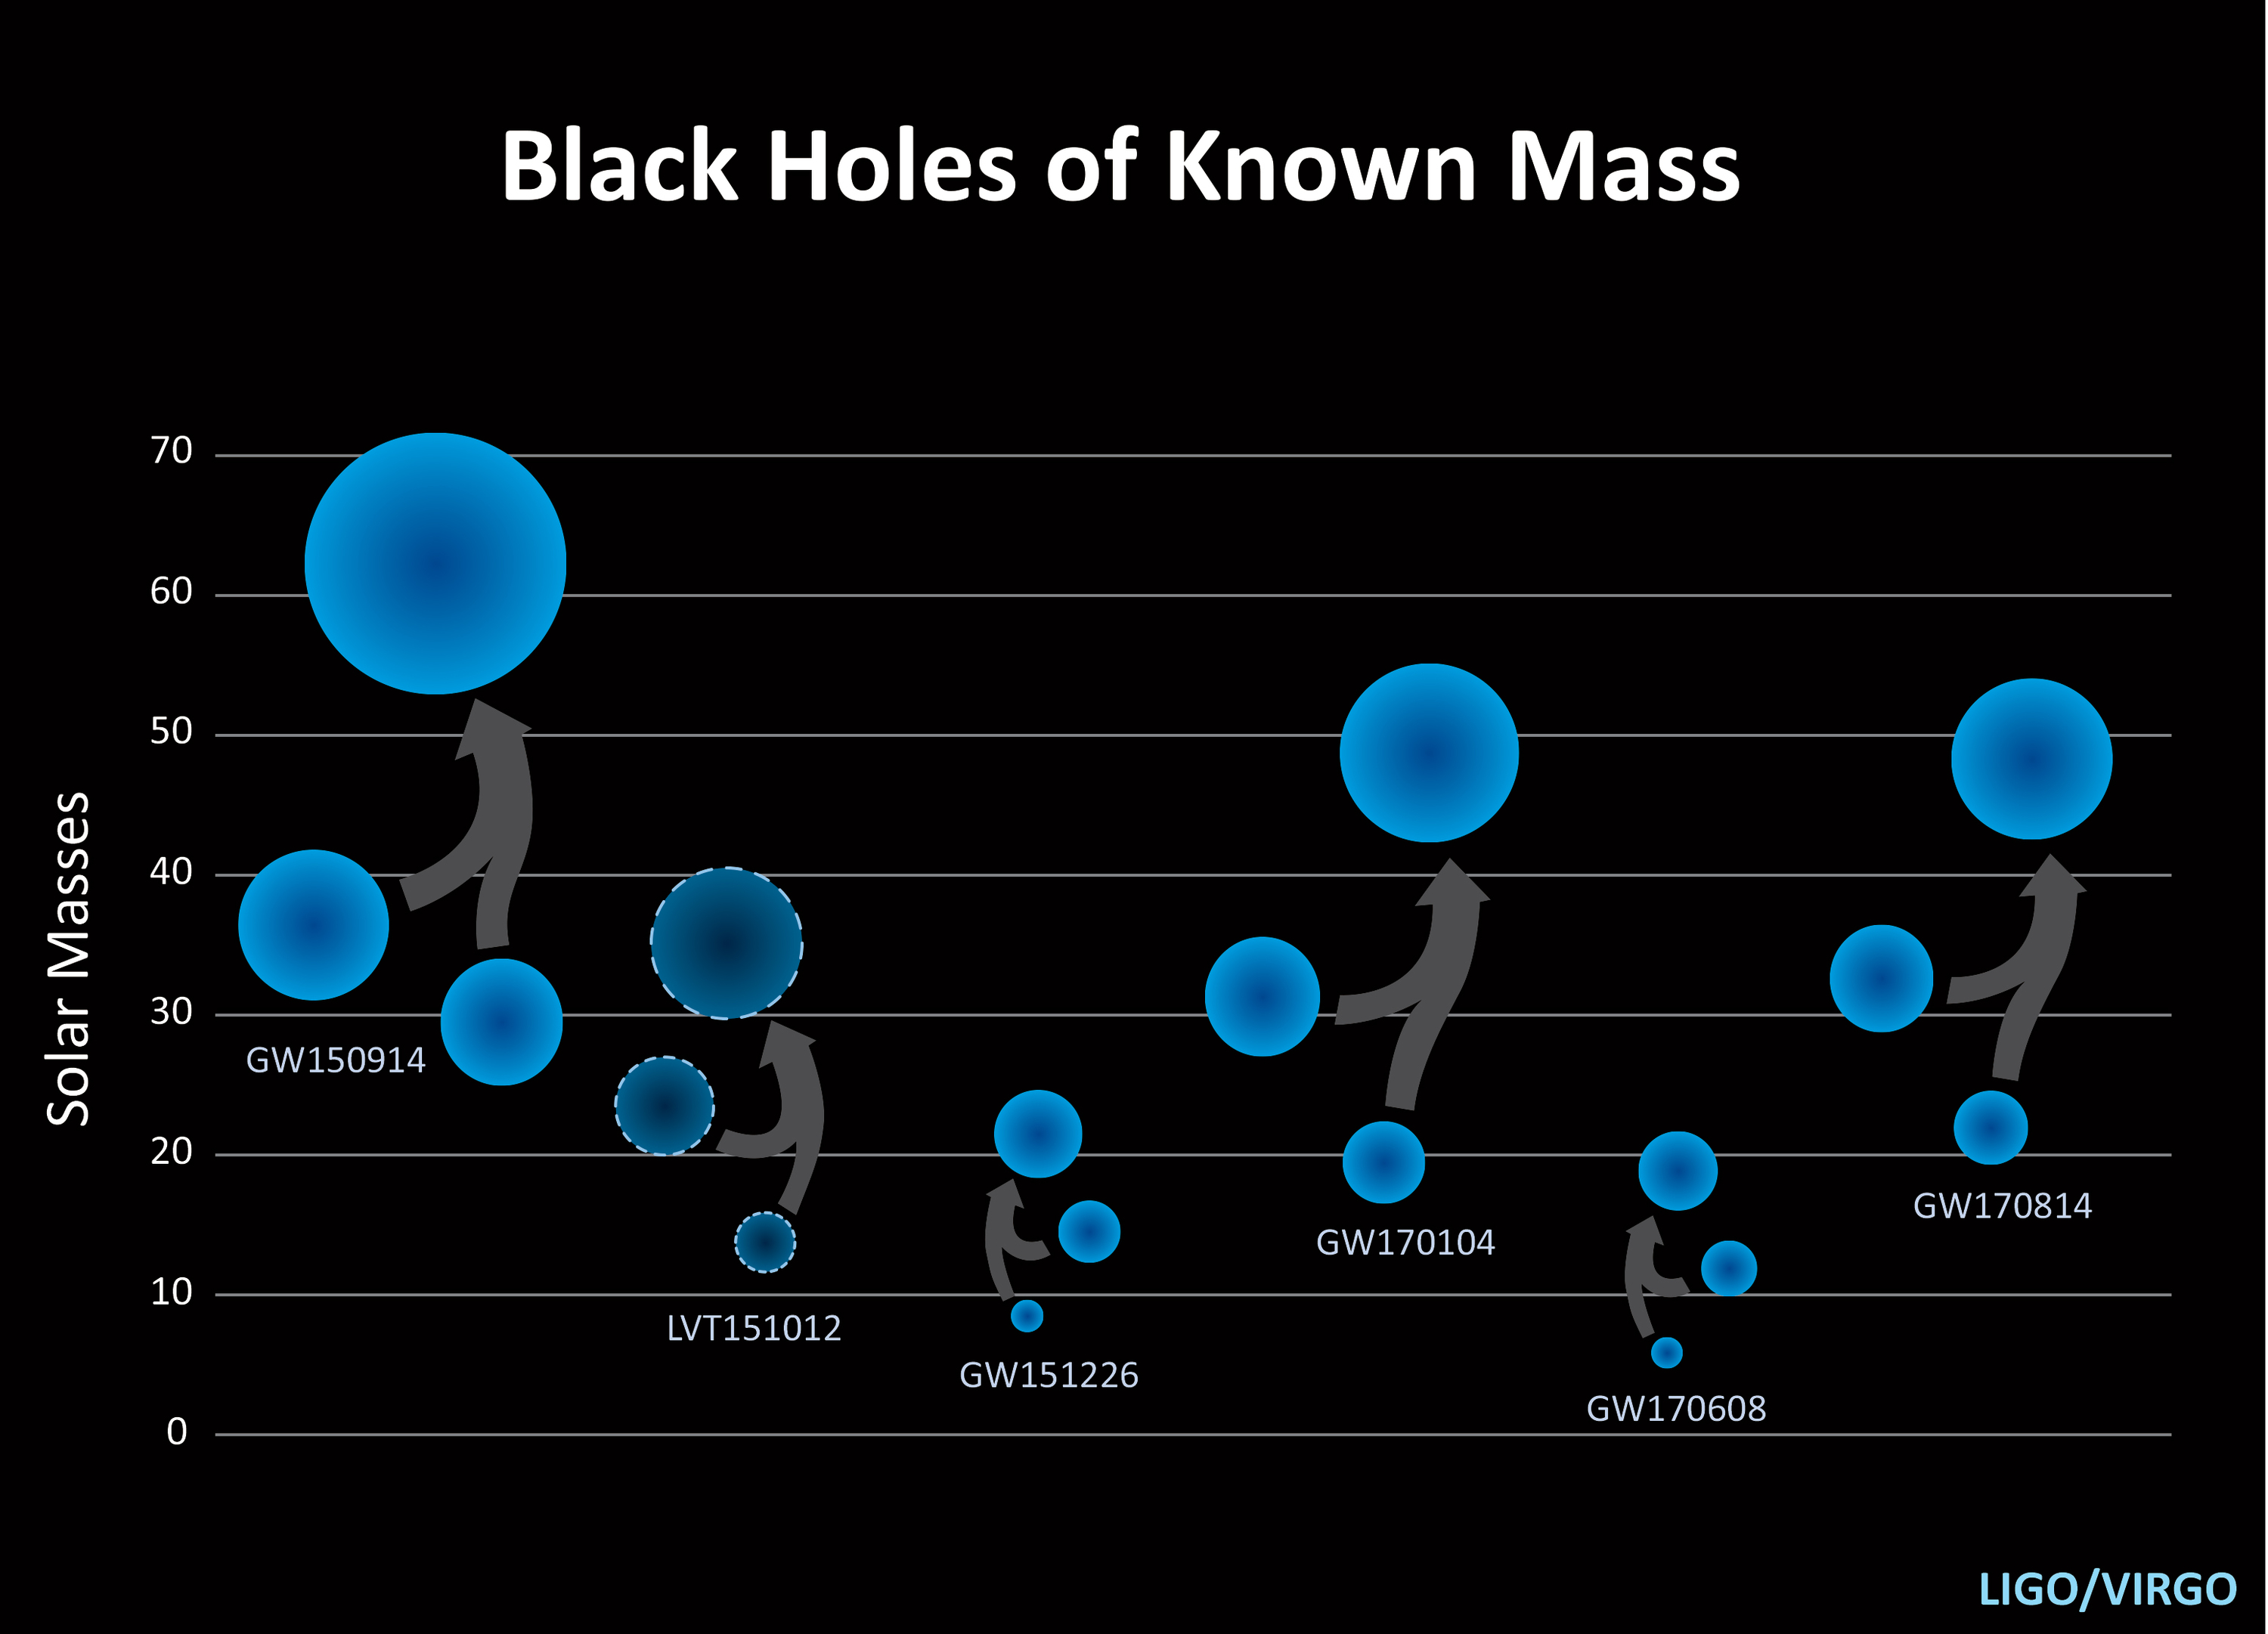 Black Holes of Known Mass
70
60
50
40
30
20
10
0
Solar Masses
GW150914
LVT151012
GW151226
GW170104
GW170608
GW170814
LIGO/VIRGO